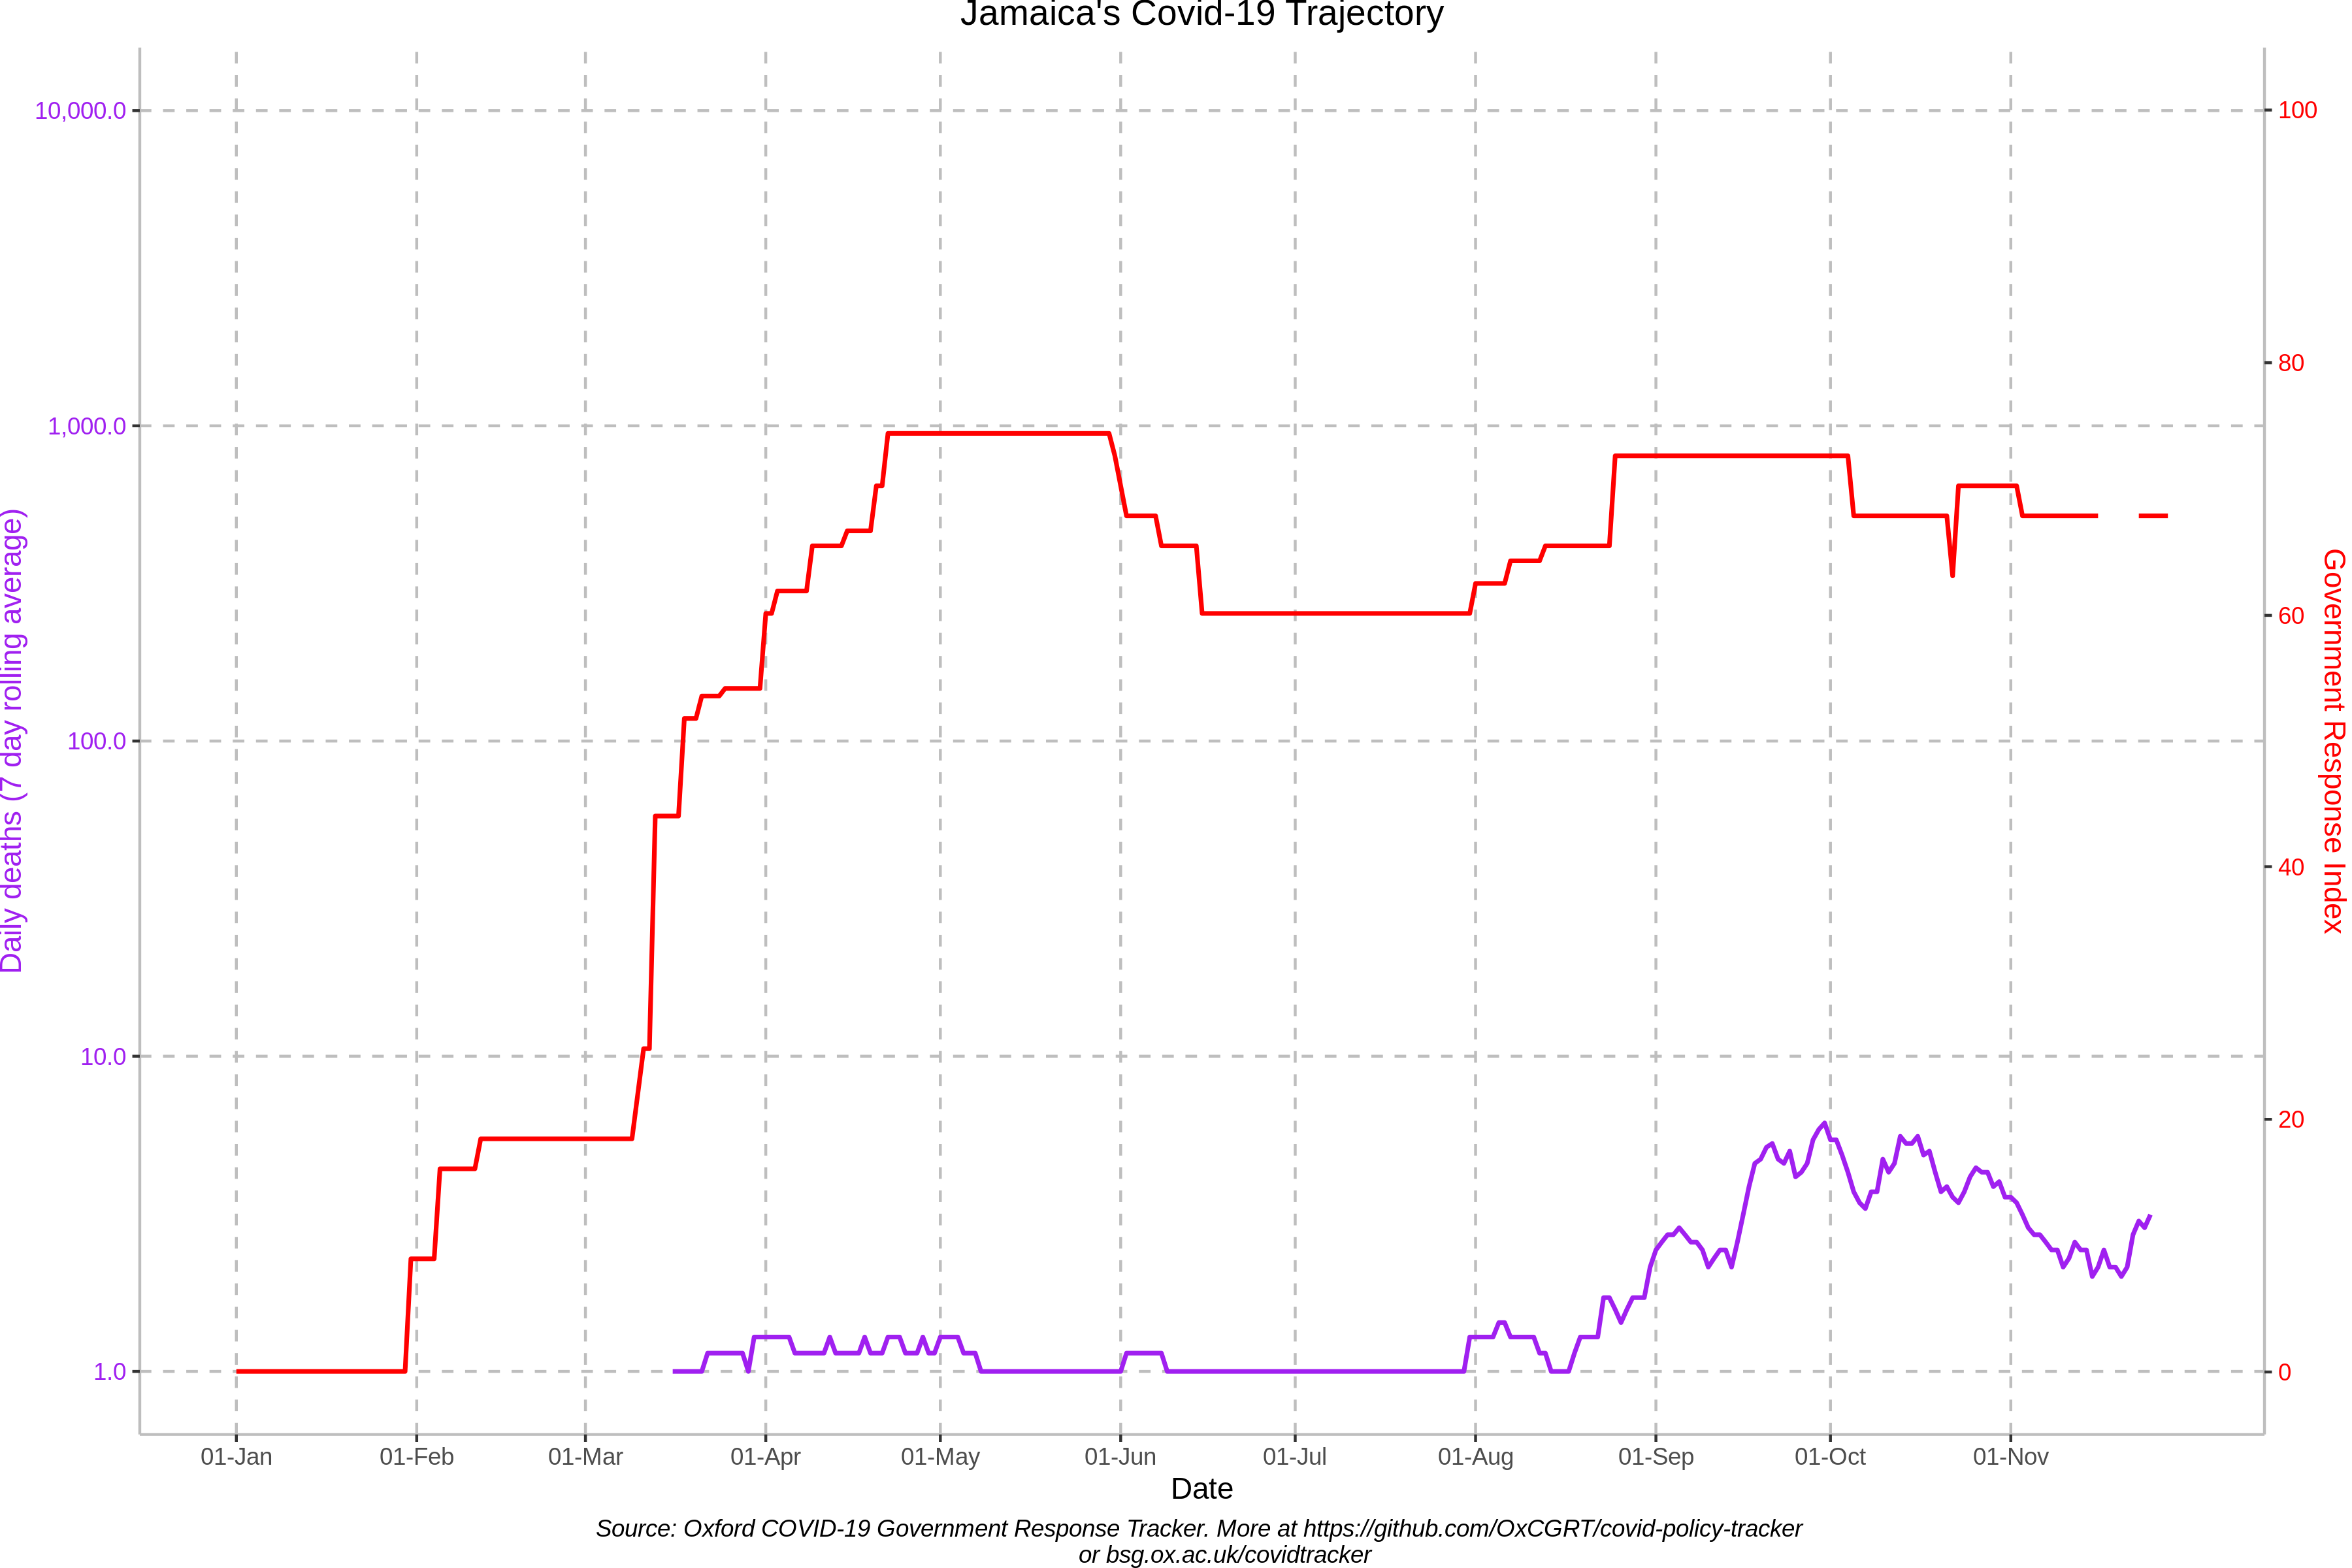 Jamaica's Covid-19 Trajectory
10,000.0
1,000.0
100.0
10.0
1.0
Daily deaths (7 day rolling average)
100
80
60
40
20
0
Government Response Index
01-Jan
01-Feb
01-Mar
01-Apr
01-May
01-Jun
01-Jul
01-Aug
01-Sep
01-Oct
01-Nov
Date
Source: Oxford COVID-19 Government Response Tracker. More at https://github.com/OxCGRT/covid-policy-tracker
or bsg.ox.ac.uk/covidtracker